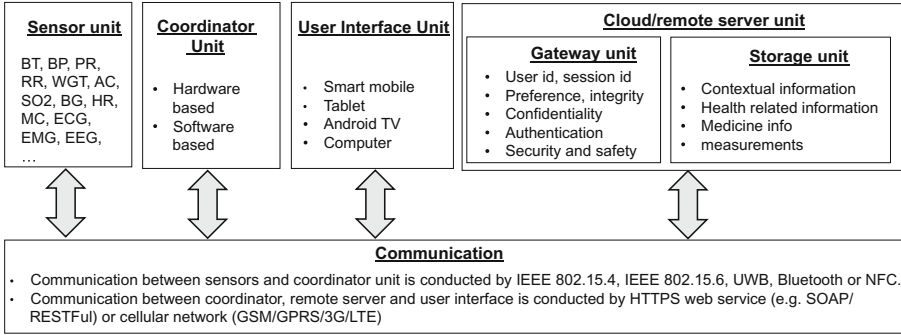 Sensor unit
BT, BP, PR,
RR, WGT, AC,
SO2, BG, HR,
MC, ECG,
EMG, EEG,
…
Coordinator
Unit
• Hardware
based
• Software
based
User Interface Unit
• Smart mobile
• Tablet
• Android TV
• Computer
Cloud/remote server unit
Gateway unit
• User id, session id
• Preference, integrity
• Confidentiality
• Authentication
• Security and safety
Storage unit
• Contextual information
• Health related information
• Medicine info
• measurements
Communication
• Communication between sensors and coordinator unit is conducted by IEEE 802.15.4, IEEE 802.15.6, UWB, Bluetooth or NFC.
• Communication between coordinator, remote server and user interface is conducted by HTTPS web service (e.g. SOAP/
RESTFul) or cellular network (GSM/GPRS/3G/LTE)